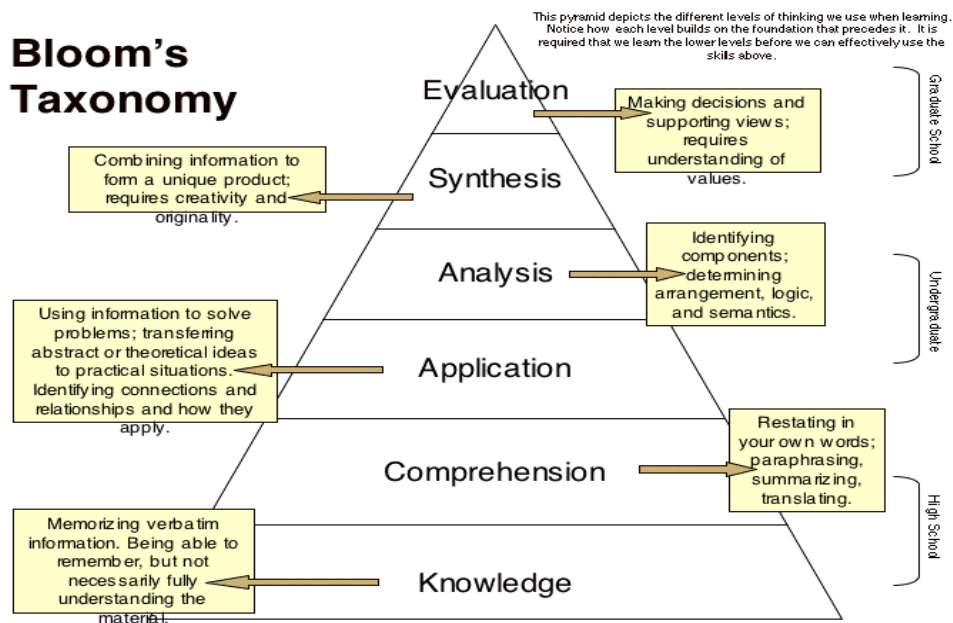 This pyramid depicts the different levels of thinking we use when learning.
Notice how each level builds on the foundation that precedes it. It is
required that we learn the lower levels before we can effectively use the
skills above.
Bloom's
Taxonomy
Evaluation
Making decisions and
supporting views;
requires
understanding of
values.
Graduate School
Combining information to
form a unique product;
requires creativity and
originality.
Synthesis
Analysis
Identifying
components;
determining
arrangement, logic,
and semantics.
Undergraduate
Using information to solve
problems; transferring
abstract or theoretical ideas
to practical situations.
Identifying connections and
relationships and how they
apply.
Application
Comprehension
Restating in
your own words;
paraphrasing,
summarizing,
translating.
High School
Memorizing verbatim
information. Being able to
remember, but not
necessarily fully
understanding the
material.
Knowledge